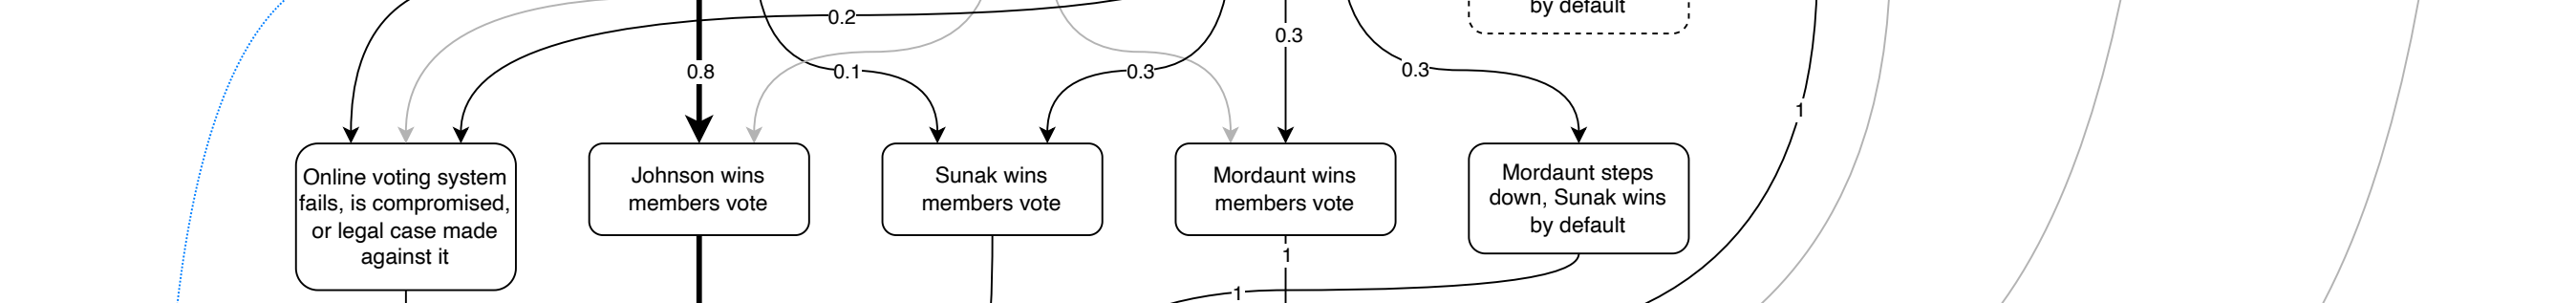 by default
0.2
0.3
0.8
0.1
0.3
0.3
1
Online voting system
fails, is compromised,
or legal case made
against it
Johnson wins
members vote
Sunak wins
members vote
Mordaunt wins
members vote
Mordaunt steps
down, Sunak wins
by default
1
1